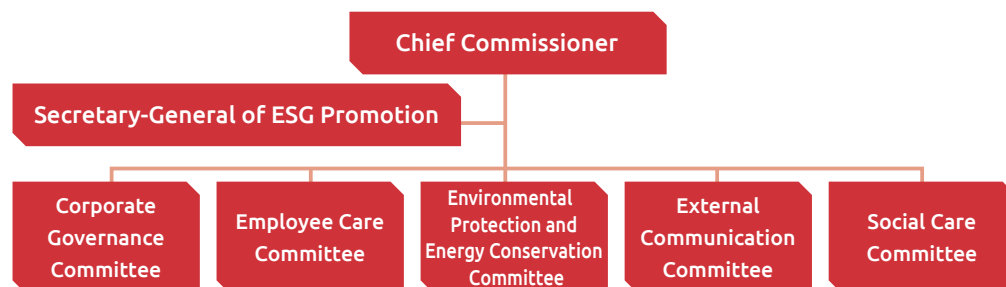 Chief Commissioner
Secretary-General of ESG Promotion
Corporate
Governance
Committee
Employee Care
Committee
Environmental
Protection and
Energy Conservation
Committee
External
Communication
Committee
Social Care
Committee